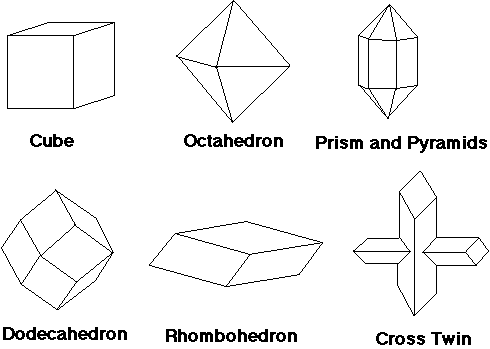 Cube
Octahedron
Prism and Pyramids
Dodecahedron
Rhombohedron
Cross Twin